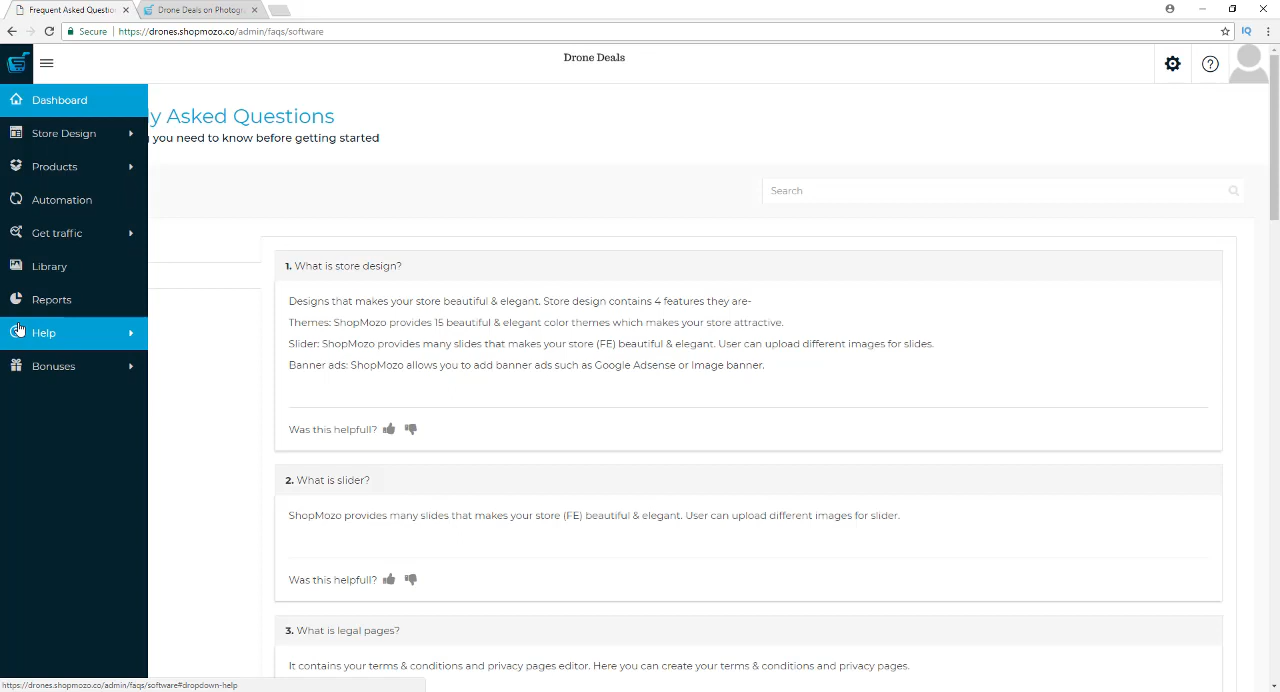 Frequent Asked Questio
Drone Deals on Photogr
Secure
https://drones.shopmozo.co/admin/faqs/software
IQ
Drone Deals
Dashboard
Store Design
Products
Automation
Get traffic
Library
Reports
Help
Bonuses
y Asked Questions
you need to know before getting started
Search
1. What is store design?
Designs that makes your store beautiful & elegant. Store design contains 4 features they are-
Themes: ShopMozo provides 15 beautiful & elegant color themes which makes your store attractive.
Slider: ShopMozo provides many slides that makes your store (FE) beautiful & elegant. User can upload different images for slides.
Banner ads: ShopMozo allows you to add banner ads such as Google Adsense or Image banner.
Was this helpfull?
2. What is slider?
ShopMozo provides many slides that makes your store (FE) beautiful & elegant. User can upload different images for slider.
Was this helpfull?
3. What is legal pages?
It contains your terms & conditions and privacy pages editor. Here you can create your terms & conditions and privacy pages.
https://drones.shopmozo.co/admin/faqs/software#dropdown-help